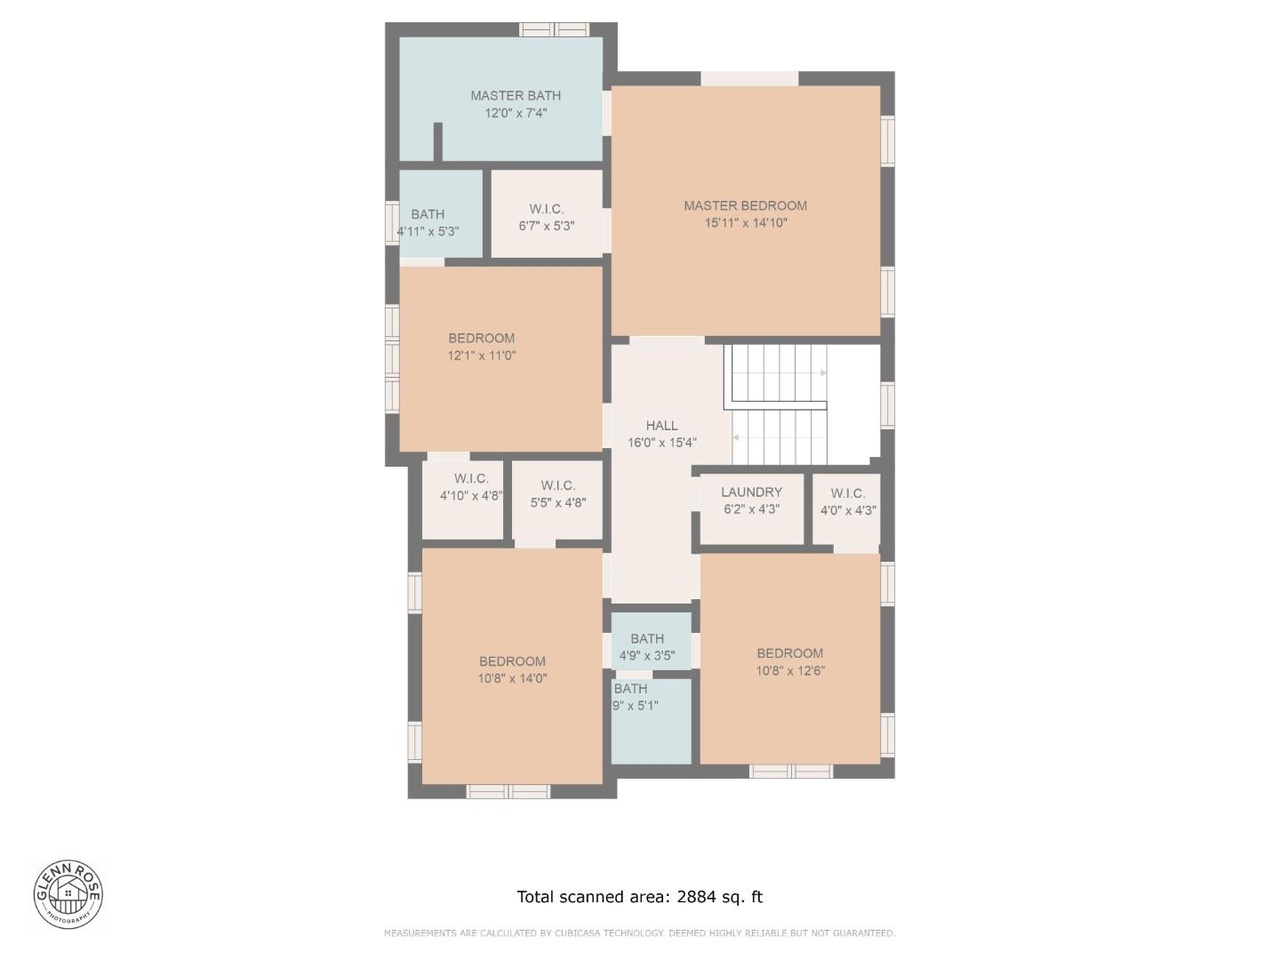 MASTER BATH
12'0" x 7'4"
MASTER BEDROOM
15'11" x 14'10"
BATH
4'11" x 5'3"
W.I.C.
6'7" x 5'3"
BEDROOM
12'1" x 11'0"
HALL
16'0" x 15'4"
W.I.C.
4'10" x 4'8"
W.I.C.
5'5" x 4'8"
LAUNDRY
6'2" x 4'3"
W.I.C.
4'0" x 4'3"
BEDROOM
10'8" x 14'0"
BATH
4'9" x 3'5"
BEDROOM
10'8" x 12'6"
BATH
'9" x 5'1"
GLENN ROSE
PHOTOGRAPHY
Total scanned area: 2884 sq. ft
MEASUREMENTS ARE CALCULATED BY CUBICASA TECHNOLOGY. DEEMED HIGHLY RELIABLE BUT NOT GUARANTEED.